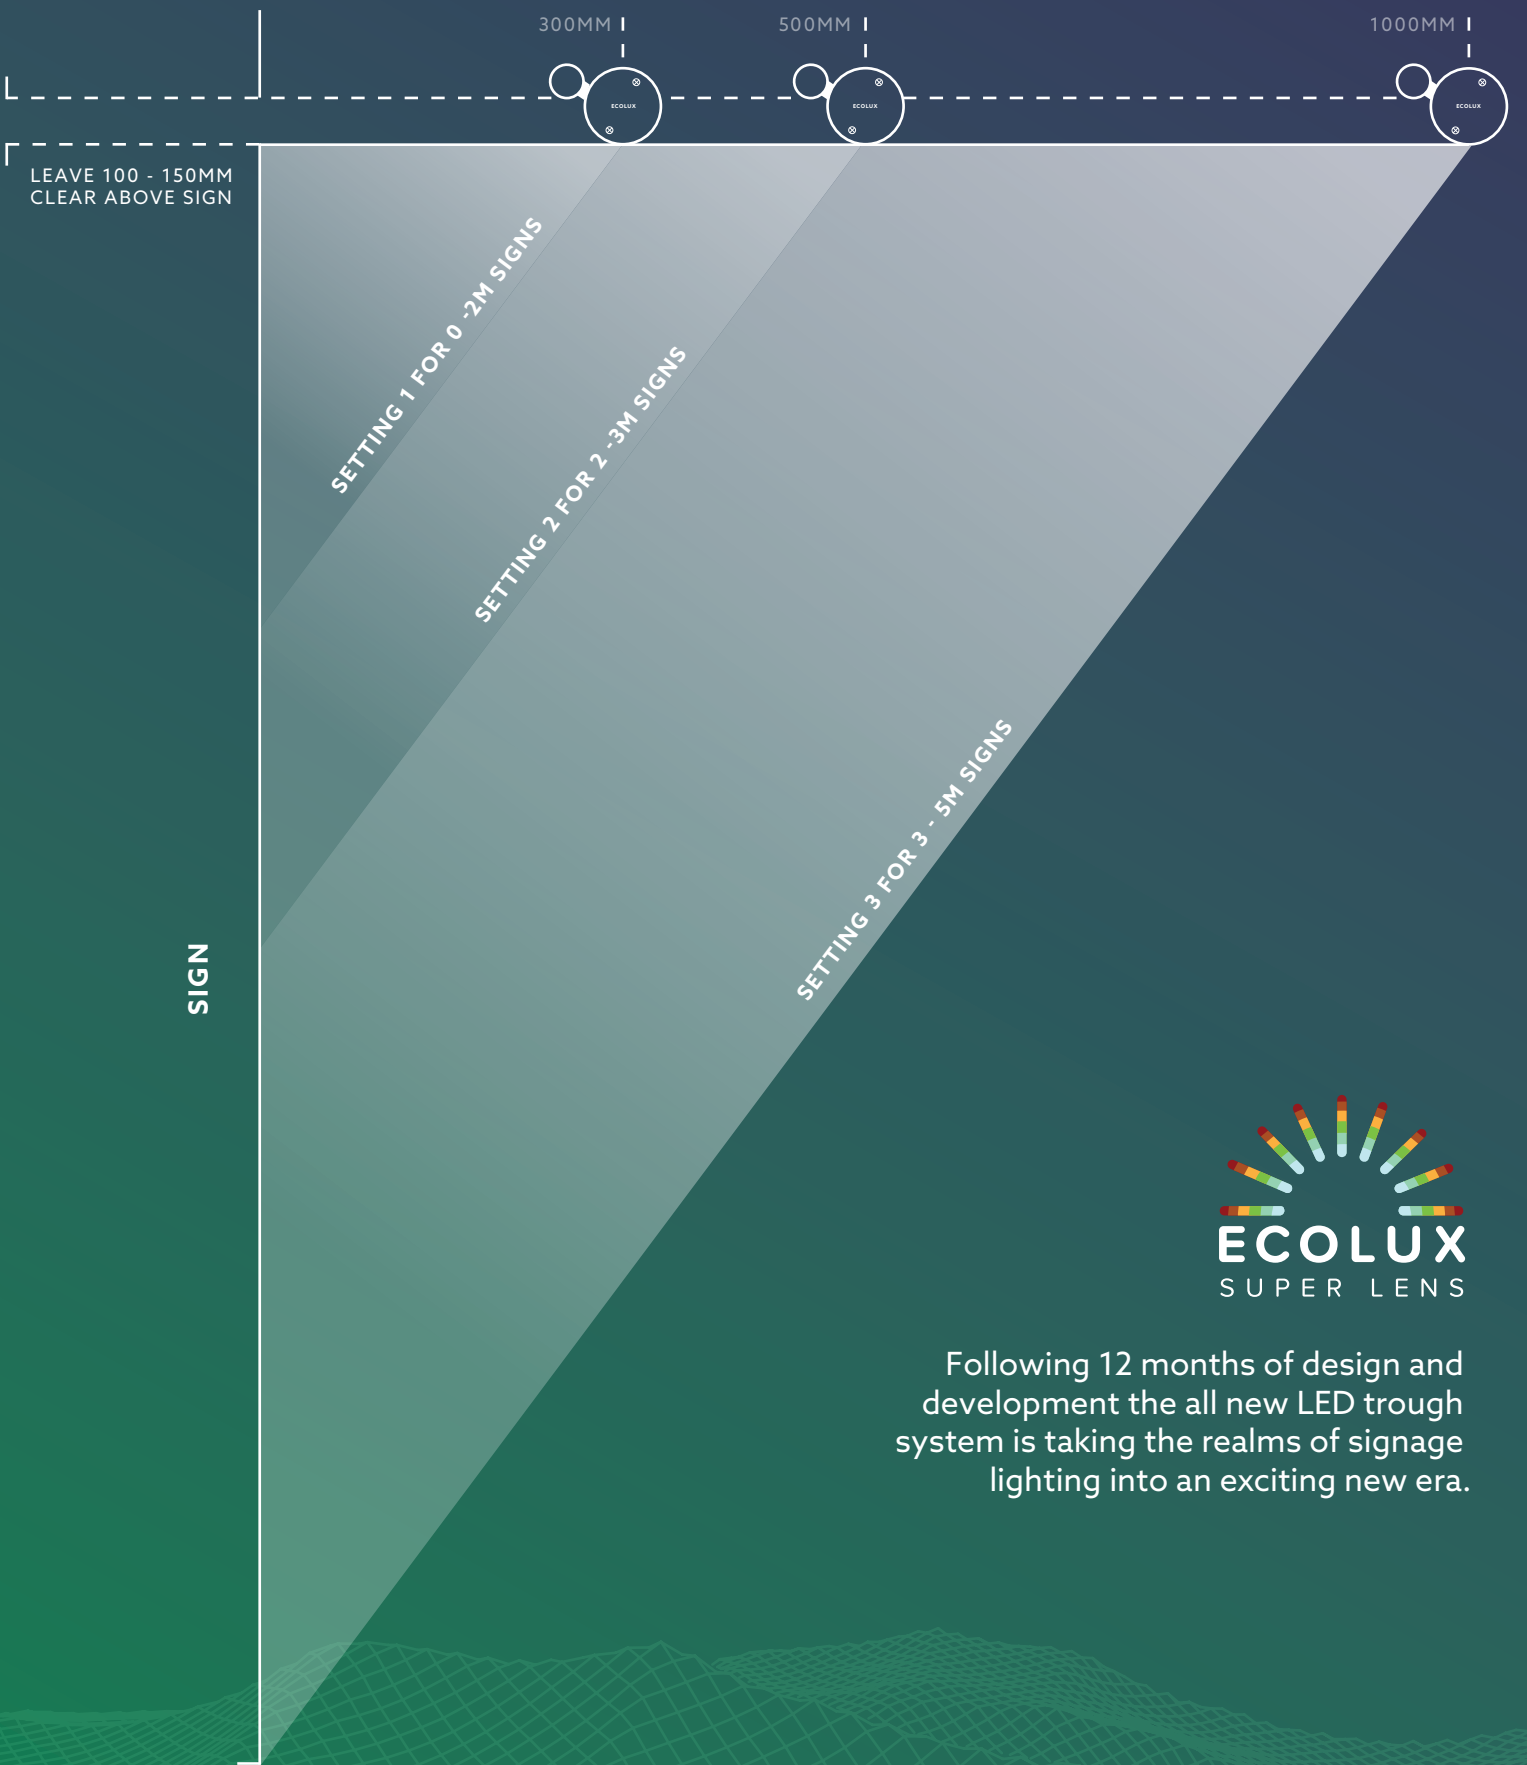 300MM
500MM
1000MM
ECOLUX
ECOLUX
ECOLUX
LEAVE 100 - 150MM
CLEAR ABOVE SIGN
SETTING 1 FOR 0 -2M SIGNS
SETTING 2 FOR 2 -3M SIGNS
SETTING 3 FOR 3 - 5M SIGNS
SIGN
ECOLUX
SUPER LENS
Following 12 months of design and
development the all new LED trough
system is taking the realms of signage
lighting into an exciting new era.